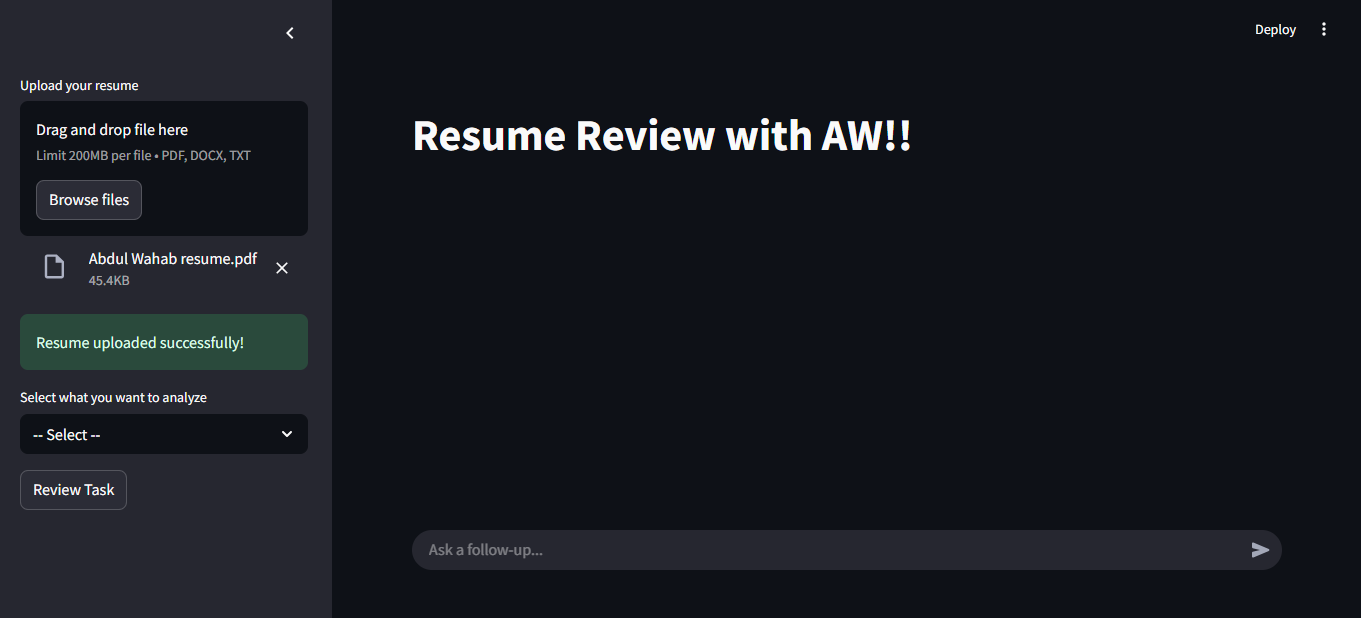 Upload your resume
Drag and drop file here
Limit 200MB per file • PDF, DOCX, TXT
Browse files
Abdul Wahab resume.pdf
45.4KB
Resume uploaded successfully!
Select what you want to analyze
-- Select --
Review Task
Deploy
Resume Review with AW!!
Ask a follow-up...